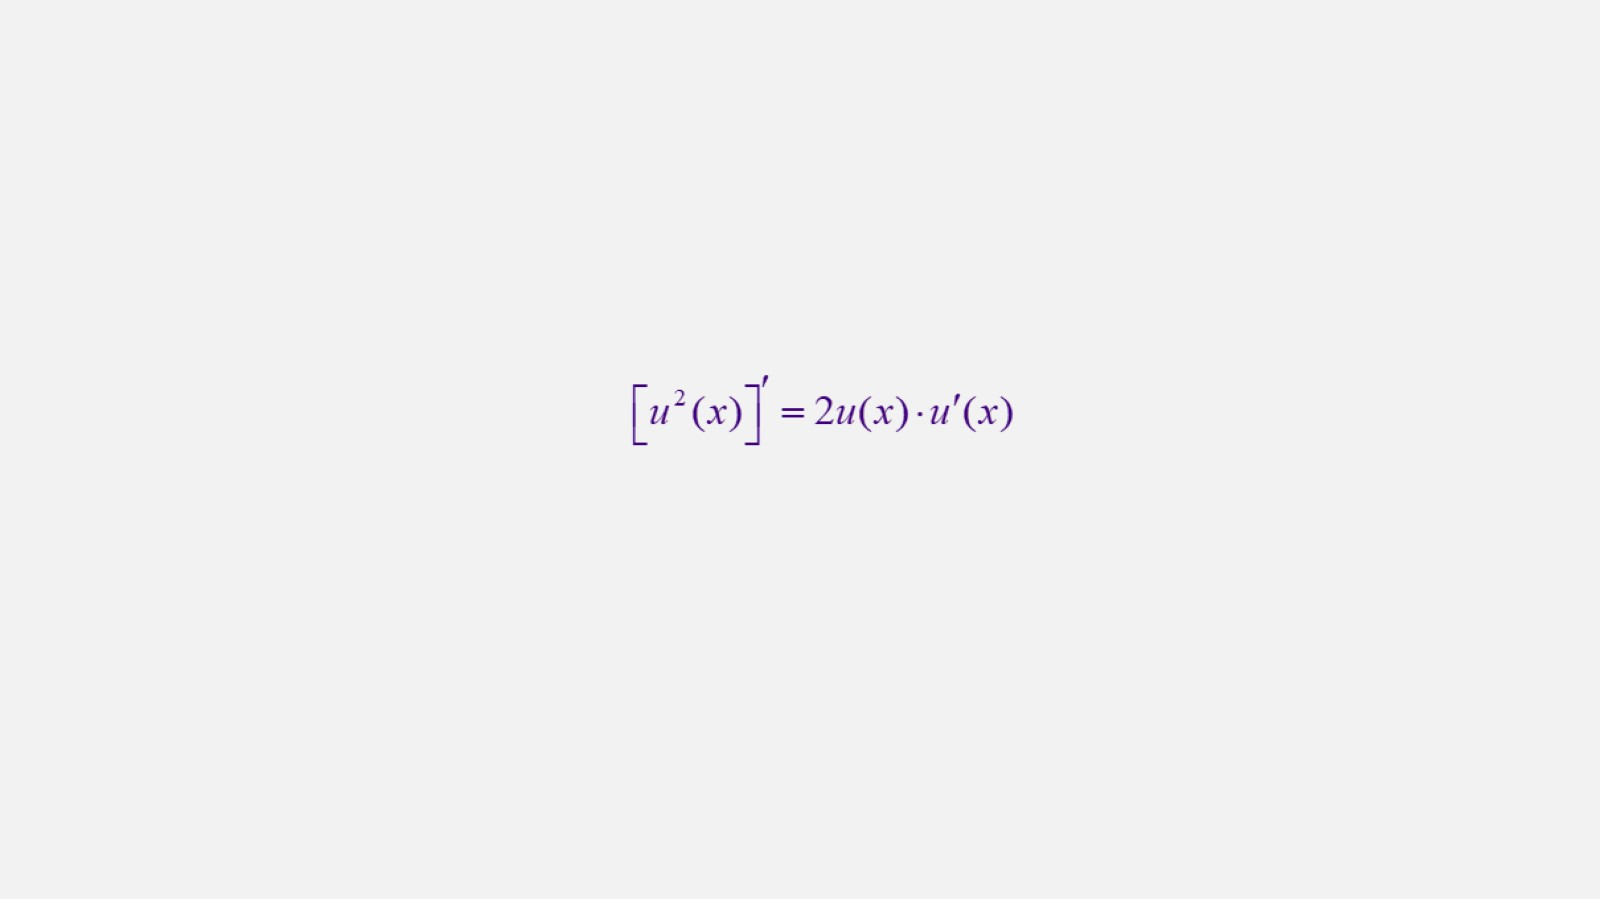 [u²(x)]′ = 2u(x)·u′(x)